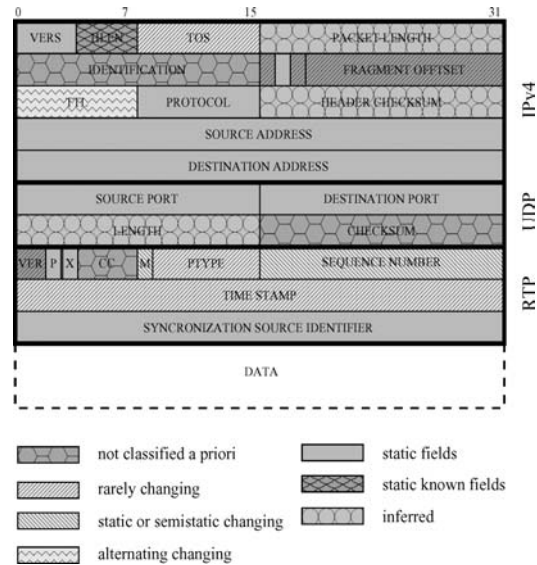 0 7 15 31
VERS HLEN TOS PACKET LENGTH
IDENTIFICATION FRAGMENT OFFSET
TTL PROTOCOL HEADER CHECKSUM
SOURCE ADDRESS
DESTINATION ADDRESS
IPv4
SOURCE PORT DESTINATION PORT
LENGTH CHECKSUM
UDP
VER P X CC M PTYPE SEQUENCE NUMBER
TIME STAMP
SYNCRONIZATION SOURCE IDENTIFIER
RTP
DATA
not classified a priori
rarely changing
static or semistatic changing
alternating changing
static fields
static known fields
inferred